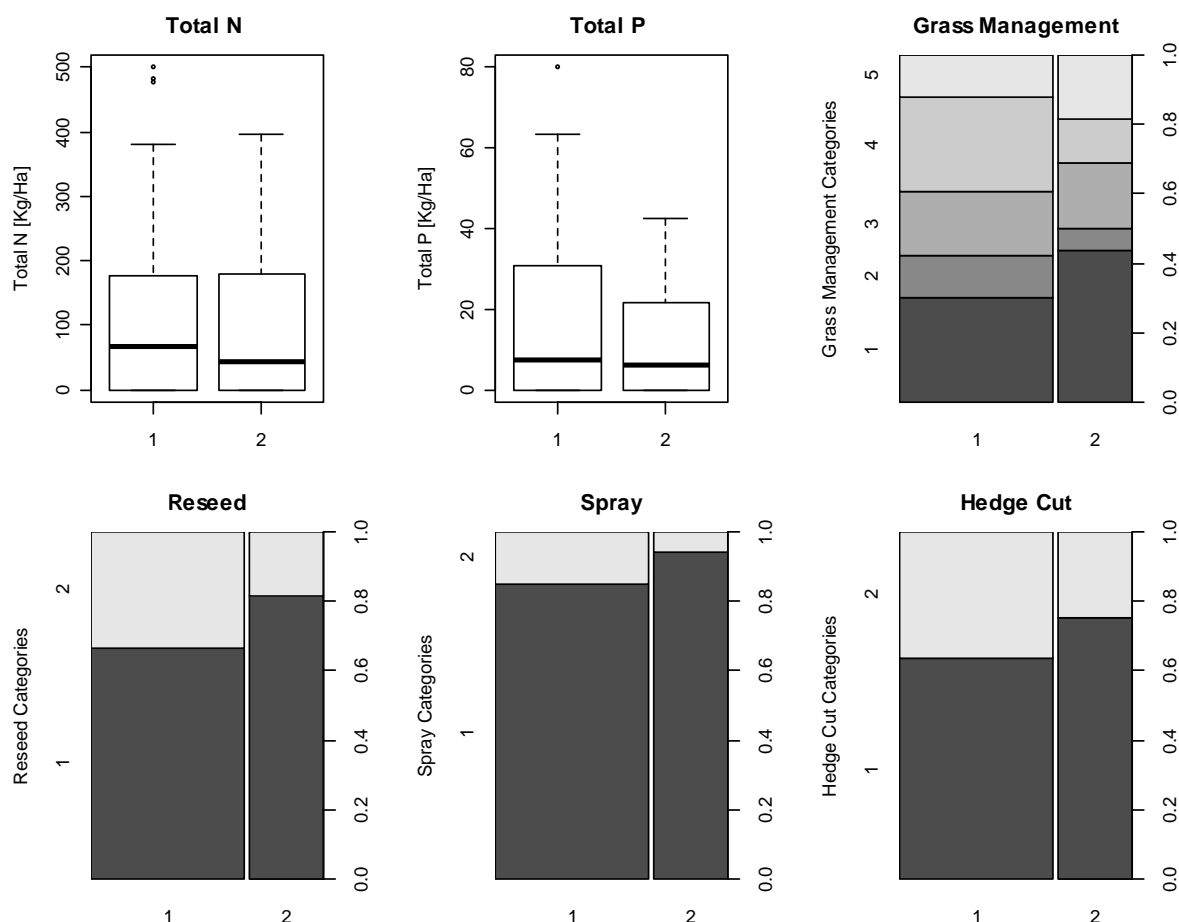 Total N
Total N [Kg/Ha]
0 100 200 300 400 500
1 2
Total P
Total P [Kg/Ha]
0 20 40 60 80
1 2
Grass Management
Grass Management Categories
1 2 3 4 5
0.0 0.2 0.4 0.6 0.8 1.0
1 2
Reseed
Reseed Categories
1 2
0.0 0.2 0.4 0.6 0.8 1.0
1 2
Spray
Spray Categories
1 2
0.0 0.2 0.4 0.6 0.8 1.0
1 2
Hedge Cut
Hedge Cut Categories
1 2
0.0 0.2 0.4 0.6 0.8 1.0
1 2